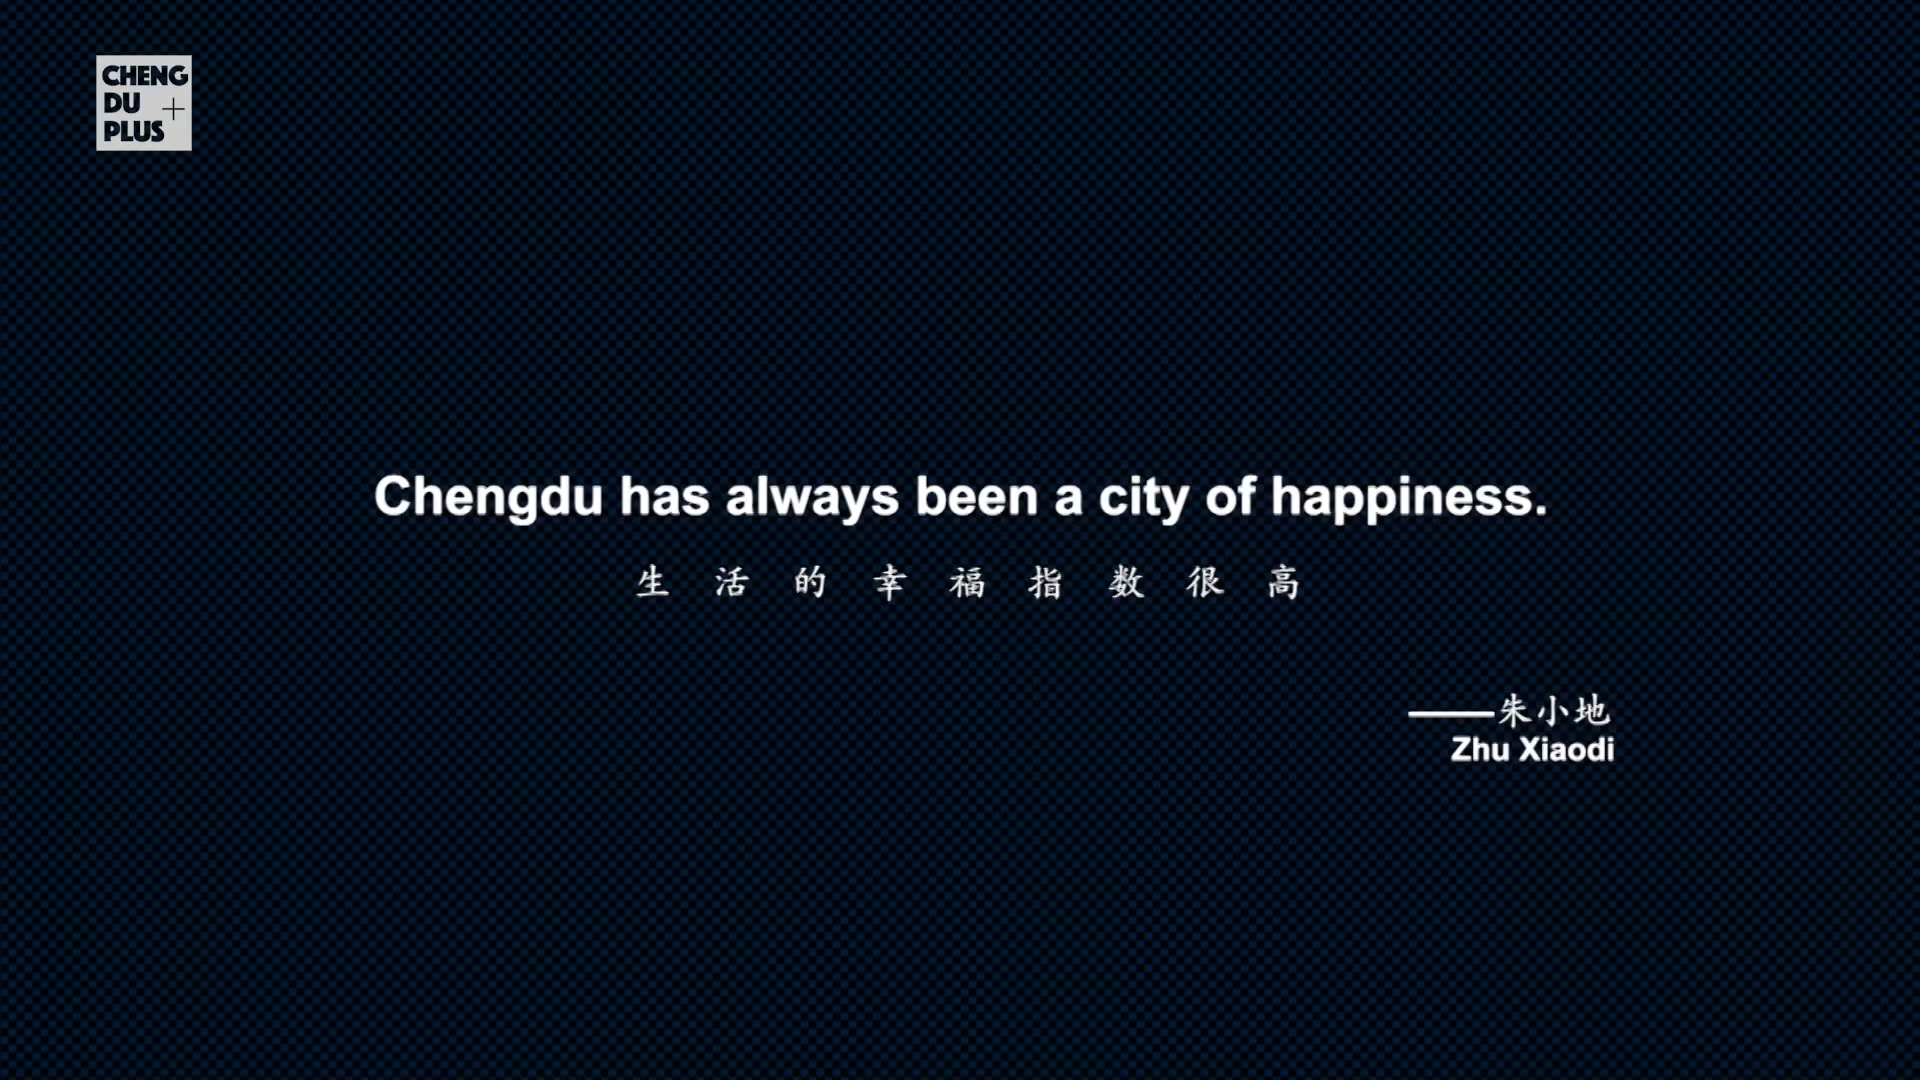 CHENG
DU +
PLUS
Chengdu has always been a city of happiness.
生活的幸福指数很高
——朱小地
Zhu Xiaodi